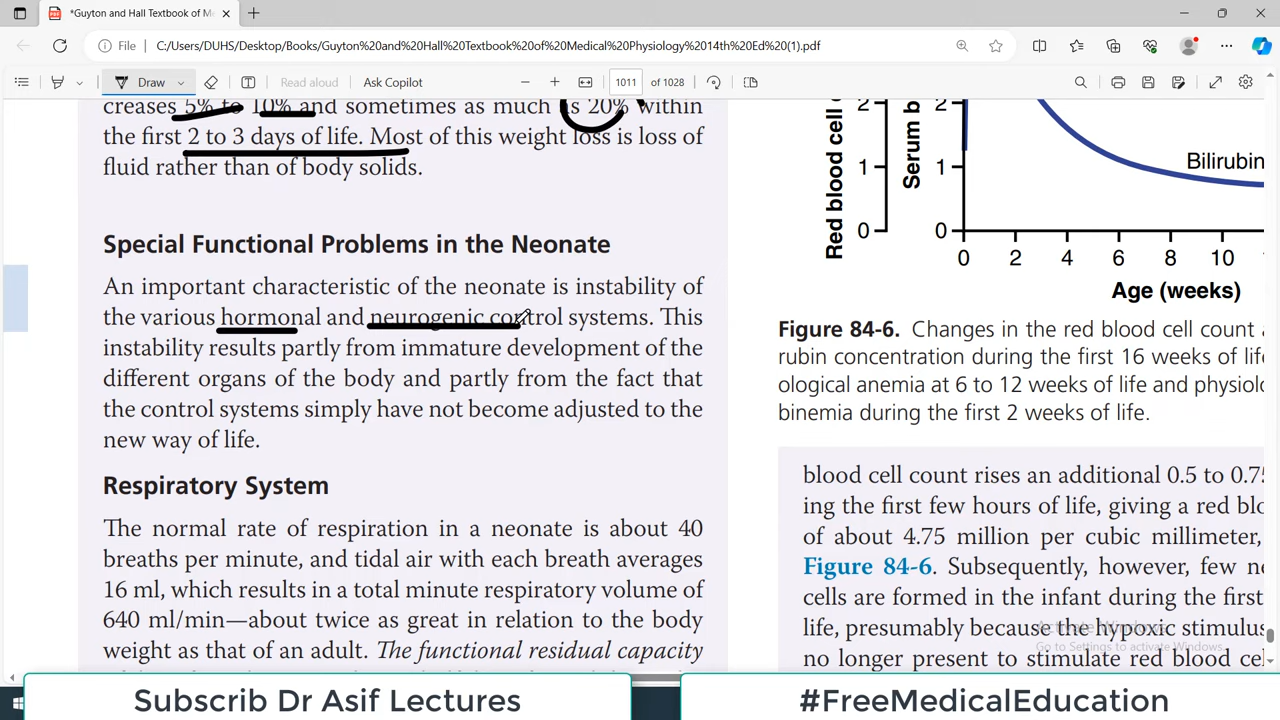 *Guyton and Hall Textbook of Me
File
C:/Users/DUHS/Desktop/Books/Guyton%20and%20Hall%20Textbook%20of%20Medical%20Physiology%2014th%20Ed%20(1).pdf
Draw
Read aloud
Ask Copilot
1011 of 1028
creases 5% to 10% and sometimes as much as 20% within
the first 2 to 3 days of life. Most of this weight loss is loss of
fluid rather than of body solids.
Special Functional Problems in the Neonate
An important characteristic of the neonate is instability of
the various hormonal and neurogenic control systems. This
instability results partly from immature development of the
different organs of the body and partly from the fact that
the control systems simply have not become adjusted to the
new way of life.
Respiratory System
The normal rate of respiration in a neonate is about 40
breaths per minute, and tidal air with each breath averages
16 ml, which results in a total minute respiratory volume of
640 ml/min—about twice as great in relation to the body
weight as that of an adult. The functional residual capacity
Red blood cell
2
1
0
Serum b
2
1
0
Bilirubin
0 2 4 6 8 10
Age (weeks)
Figure 84-6. Changes in the red blood cell count
rubin concentration during the first 16 weeks of lif
ological anemia at 6 to 12 weeks of life and physiol
binemia during the first 2 weeks of life.
blood cell count rises an additional 0.5 to 0.75
ing the first few hours of life, giving a red blo
of about 4.75 million per cubic millimeter,
Figure 84-6. Subsequently, however, few ne
cells are formed in the infant during the first
life, presumably because the hypoxic stimulus
no longer present to stimulate red blood cel
Activate Windows
Go to Settings to activate Windows.
Subscrib Dr Asif Lectures
#FreeMedicalEducation